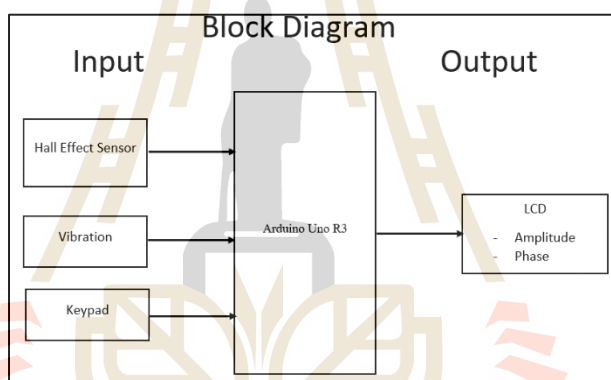 Block Diagram
Input
Output
Hall Effect Sensor
Vibration
Keypad
Arduino Uno R3
LCD
- Amplitude
- Phase